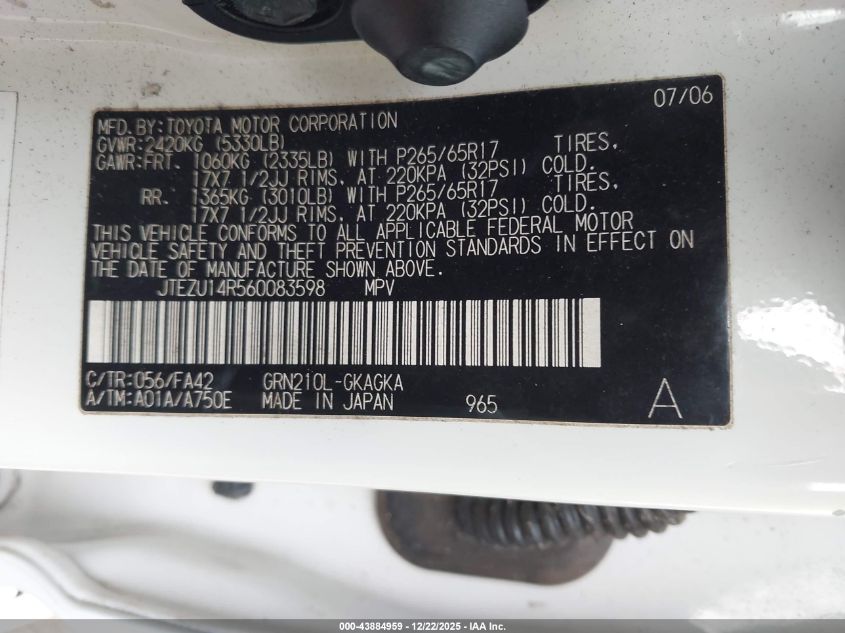 07/06
MFD. BY: TOYOTA MOTOR CORPORATION
GVWR: 2420KG (5330LB)
GAWR: FRT. 1060KG (2335LB) WITH P265/65R17 TIRES,
17X7 1/2JJ RIMS, AT 220KPA (32PSI) COLD.
RR. 1365KG (3010LB) WITH P265/65R17 TIRES,
17X7 1/2JJ RIMS, AT 220KPA (32PSI) COLD.
THIS VEHICLE CONFORMS TO ALL APPLICABLE FEDERAL MOTOR
VEHICLE SAFETY AND THEFT PREVENTION STANDARDS IN EFFECT ON
THE DATE OF MANUFACTURE SHOWN ABOVE.
JTEZU14R560083598 MPV
C/TR: 056/FA42 GRN210L-GKAGKA
A/TM: A01A/A750E MADE IN JAPAN 965 A
000-43884959 • 12/22/2025 - IAA Inc.